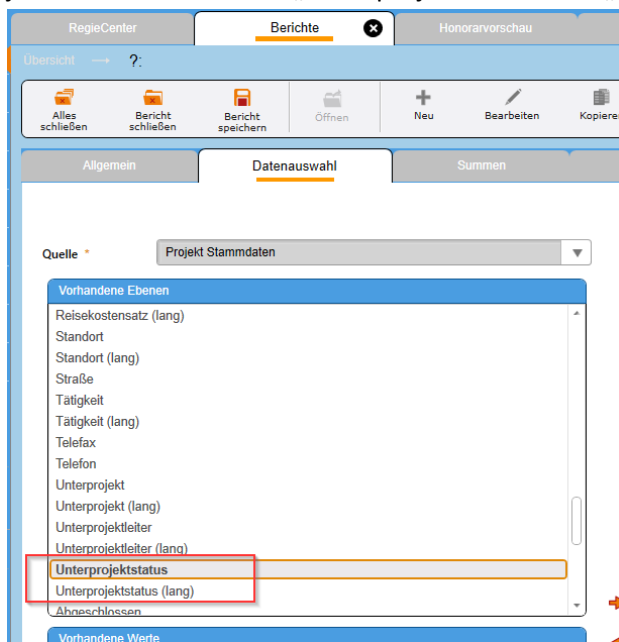 RegieCenter
Berichte
Honorarvorschau
Übersicht → ?:
Alles schließen
Bericht schließen
Bericht speichern
Öffnen
Neu
Bearbeiten
Kopieren
Allgemein
Datenauswahl
Summen
Quelle *
Projekt Stammdaten
Vorhandene Ebenen
Reisekostensatz (lang)
Standort
Standort (lang)
Straße
Tätigkeit
Tätigkeit (lang)
Telefax
Telefon
Unterprojekt
Unterprojekt (lang)
Unterprojektleiter
Unterprojektleiter (lang)
Unterprojektstatus
Unterprojektstatus (lang)
Abgeschlossen
Vorhandene Werte